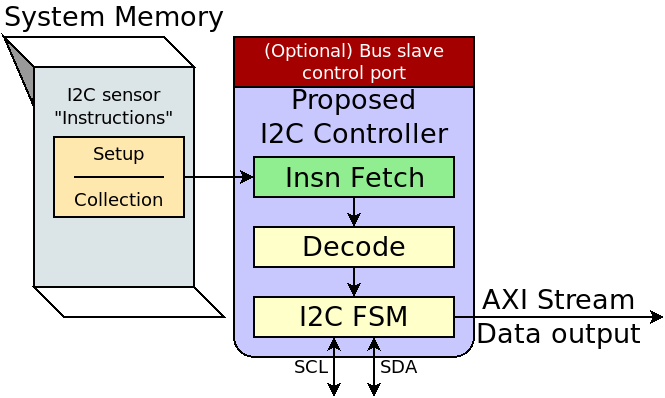 System Memory
I2C sensor
"Instructions"
Setup
Collection
(Optional) Bus slave
control port
Proposed
I2C Controller
Insn Fetch
Decode
I2C FSM
AXI Stream
Data output
SCL
SDA